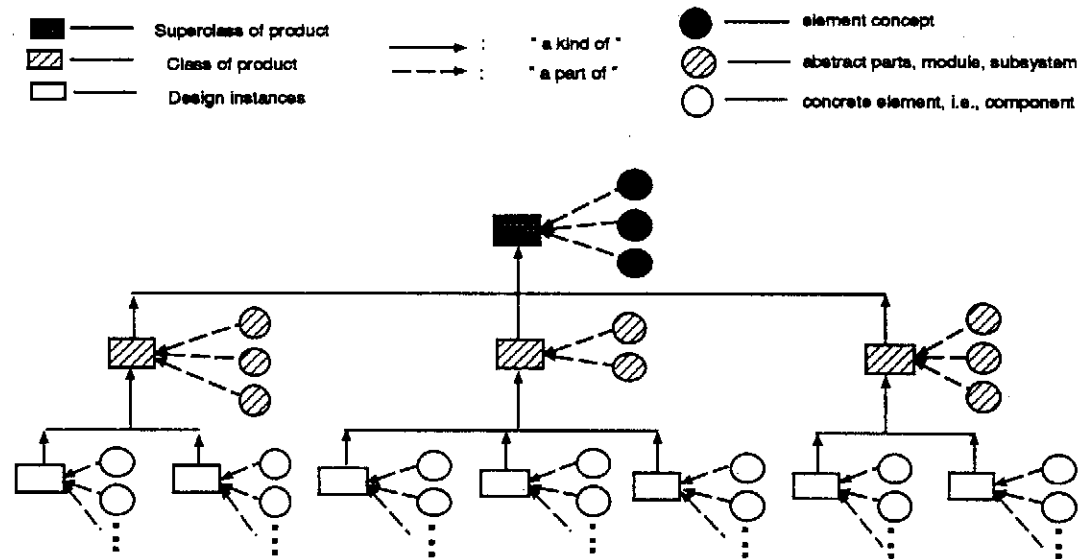 Superclass of product
Class of product
Design instances
: "a kind of"
: "a part of"
element concept
abstract parts, module, subsystem
concrete element, i.e., component